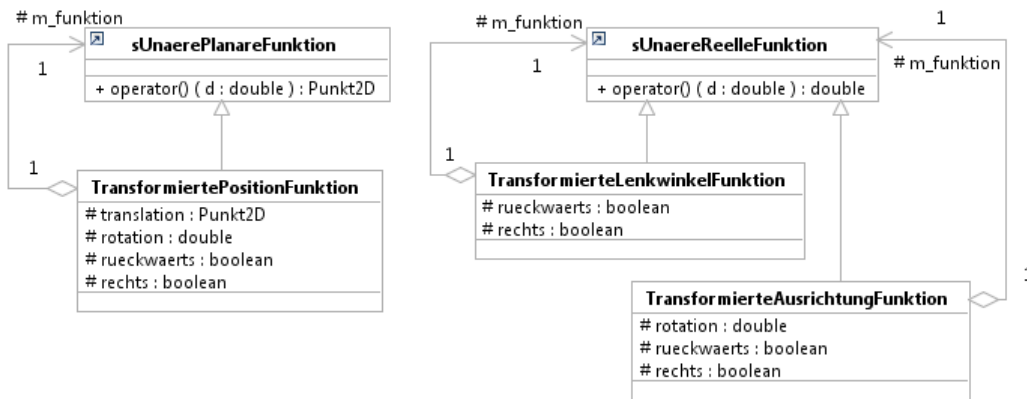 # m_funktion
sUnaerePlanareFunktion
1
+ operator() ( d : double ) : Punkt2D
1
TransformiertePositionFunktion
# translation : Punkt2D
# rotation : double
# rueckwaerts : boolean
# rechts : boolean
# m_funktion
sUnaereReelleFunktion
1
1
# m_funktion
+ operator() ( d : double ) : double
1
TransformierteLenkwinkelFunktion
# rueckwaerts : boolean
# rechts : boolean
1
TransformierteAusrichtungFunktion
# rotation : double
# rueckwaerts : boolean
# rechts : boolean